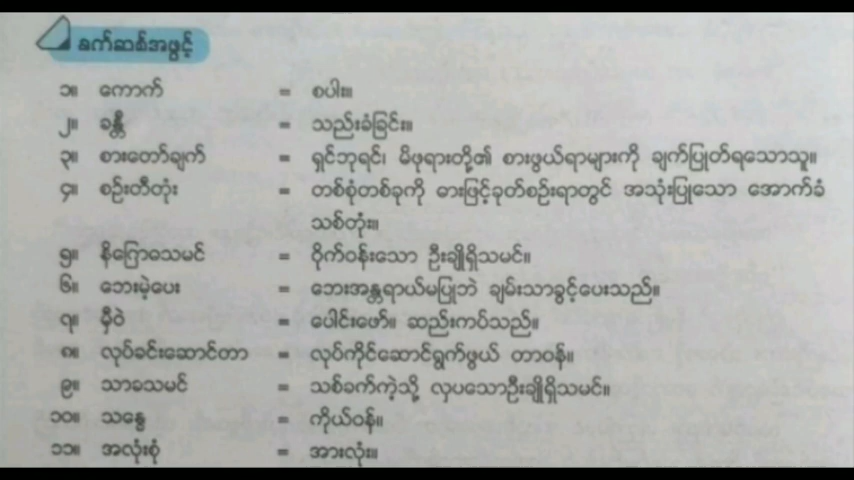 ခက်ဆစ်အဖွင့်
၁။ ကောက် = စပါး။
၂။ ခန္တီ = သည်းခံခြင်း။
၃။ စားတော်ချက် = ရှင်ဘုရင်၊ မိဖုရားတို့၏ စားဖွယ်ရာများကို ချက်ပြုတ်ရသောသူ။
၄။ စဉ်းတီတုံး = တစ်စုံတစ်ခုကို ဓားဖြင့်ခုတ်စဉ်းရာတွင် အသုံးပြုသော အောက်ခံ
သစ်တုံး။
၅။ နိကြောဓသမင် = ဝိုက်ဝန်းသော ဦးချိုရှိသမင်။
၆။ ဘေးမဲ့ပေး = ဘေးအန္တရာယ်မပြုဘဲ ချမ်းသာခွင့်ပေးသည်။
၇။ မှီဝဲ = ပေါင်းဖော်။ ဆည်းကပ်သည်။
၈။ လုပ်ခင်းဆောင်တာ = လုပ်ကိုင်ဆောင်ရွက်ဖွယ် တာဝန်။
၉။ သာခသမင် = သစ်ခက်ကဲ့သို့ လှပသောဦးချိုရှိသမင်။
၁၀။ သန္ဓေ = ကိုယ်ဝန်။
၁၁။ အလုံးစုံ = အားလုံး။